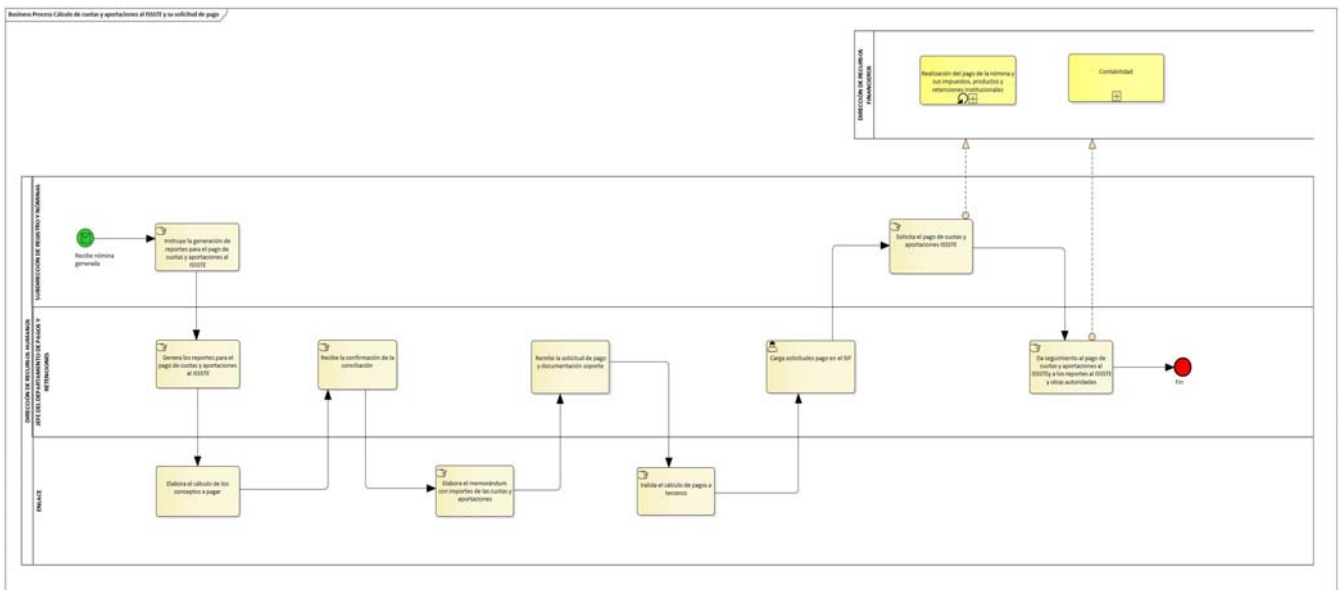 Business Process Cálculo de cuotas y aportaciones al ISSSTE y su solicitud de pago
DIRECCIÓN DE RECURSOS
FINANCIEROS
Realización del pago de la nómina y
sus impuestos, productos y
retenciones institucionales
Contabilidad
DIRECCIÓN DE RECURSOS HUMANOS
SUBDIRECCIÓN DE REGISTRO Y NÓMINAS
Recibe nómina
generada
Instruye la generación de
reportes para el pago de
cuotas y aportaciones al
ISSSTE
Solicita el pago de cuotas y
aportaciones ISSSTE
JEFE DEL DEPARTAMENTO DE PAGOS Y
RETENCIONES
Genera los reportes para el
pago de cuotas y aportaciones
al ISSSTE
Recibe la confirmación de la
conciliación
Remite la solicitud de pago
y documentación soporte
Carga solicitudes pago en el SIF
Da seguimiento al pago de
cuotas y aportaciones al
ISSSTEy a los reportes al ISSSTE
y otras autoridades
Fin
ENLACE
Elabora el cálculo de los
conceptos a pagar
Elabora el memorándum
con importes de las cuotas y
aportaciones
Valida el cálculo de pagos a
terceros